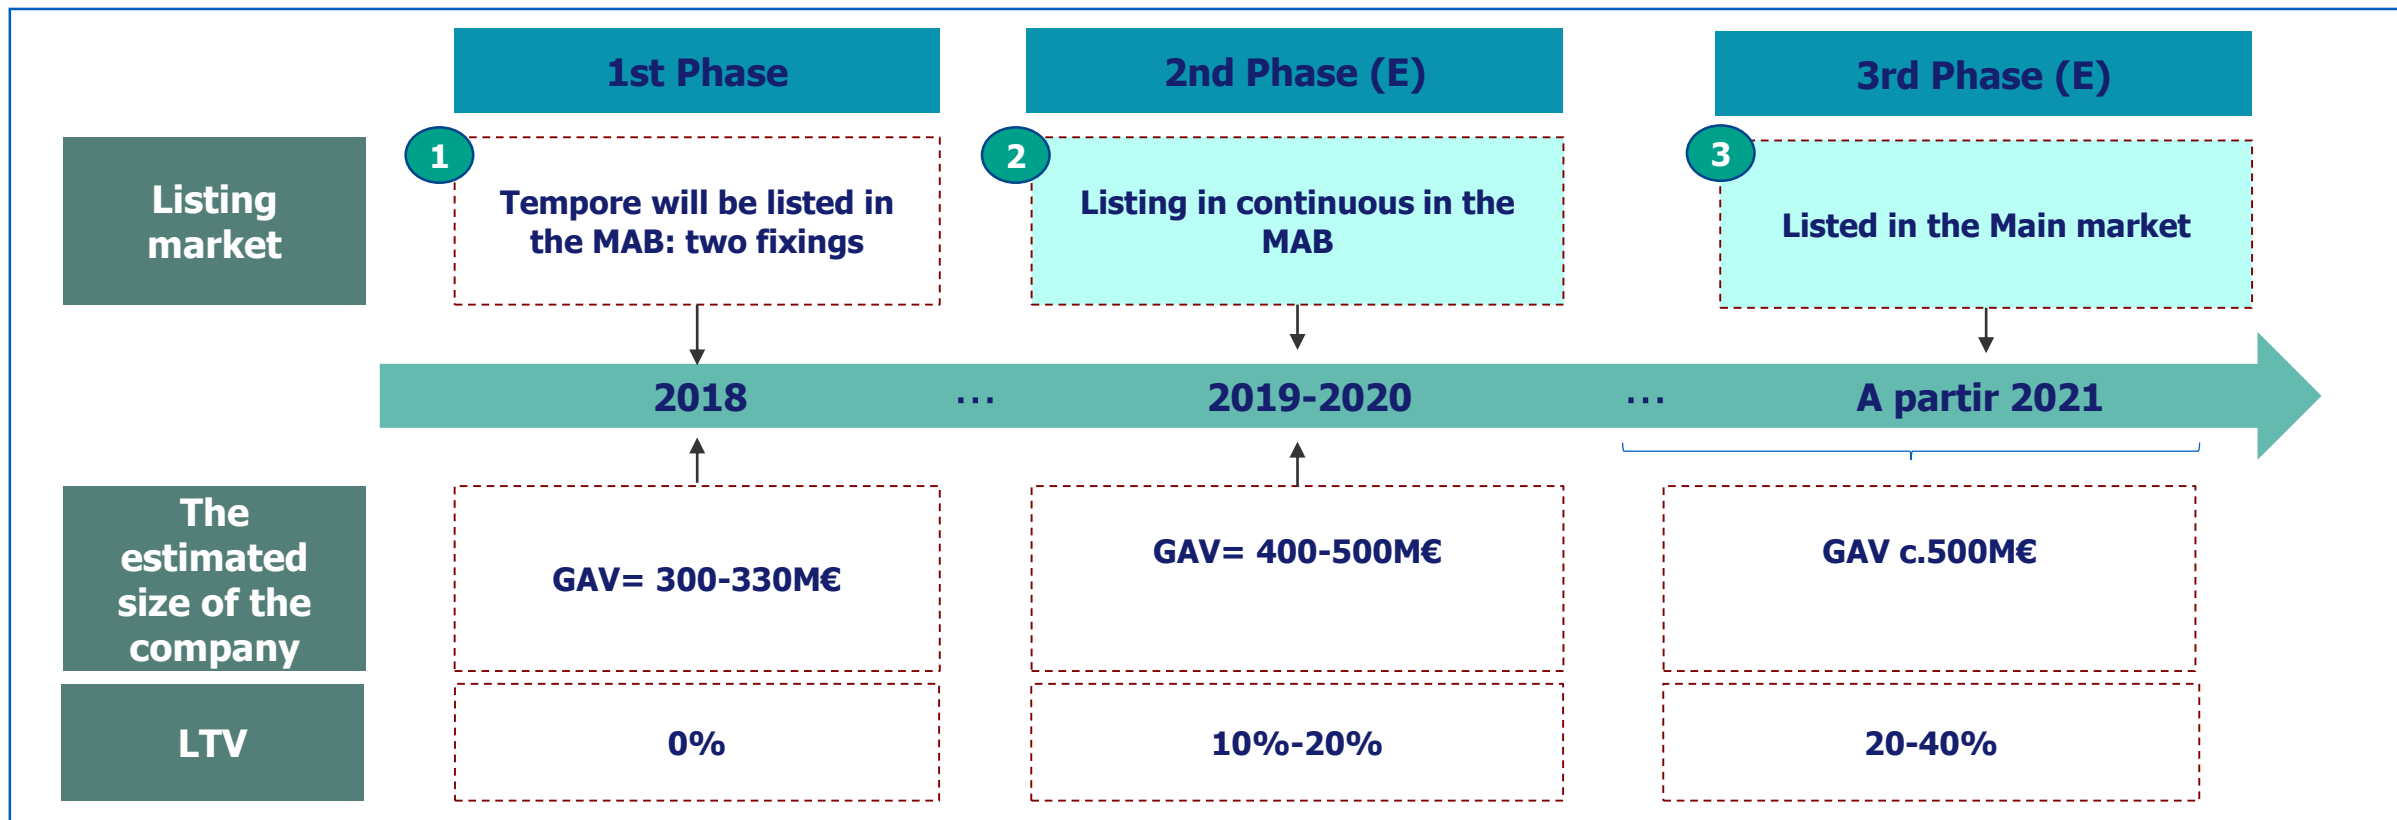 1st Phase
2nd Phase (E)
3rd Phase (E)
Listing
market
1
Tempore will be listed in
the MAB: two fixings
2
Listing in continuous in the
MAB
3
Listed in the Main market
2018
...
2019-2020
...
A partir 2021
The
estimated
size of the
company
GAV= 300-330M€
GAV= 400-500M€
GAV c.500M€
LTV
0%
10%-20%
20-40%